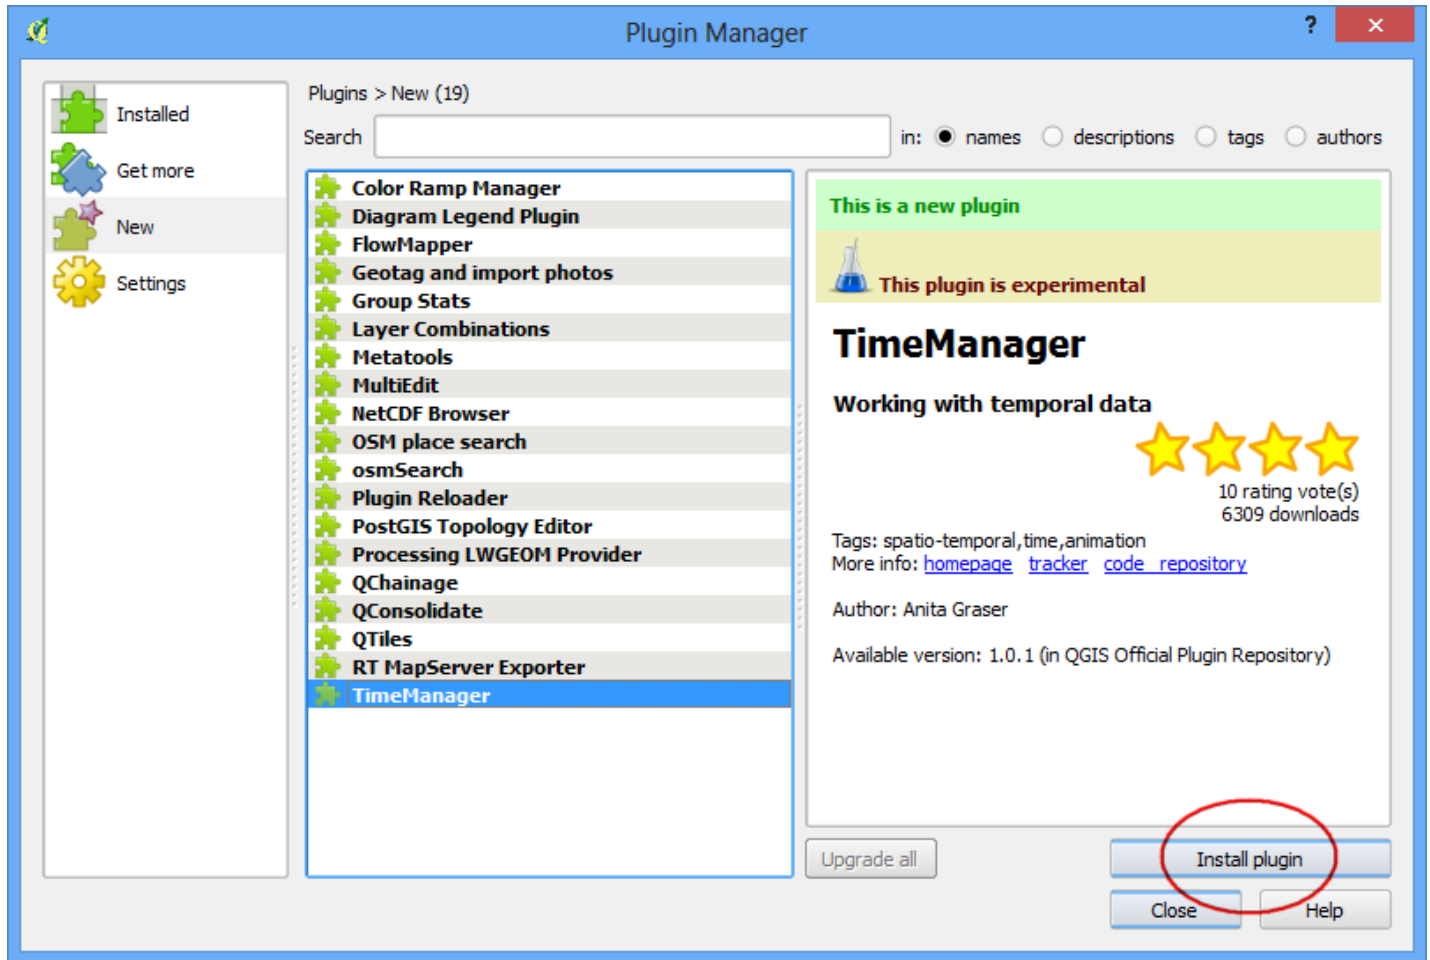 Plugin Manager
?
Installed
Get more
New
Settings
Plugins > New (19)
Search in: names descriptions tags authors
Color Ramp Manager
Diagram Legend Plugin
FlowMapper
Geotag and import photos
Group Stats
Layer Combinations
Metatools
MultiEdit
NetCDF Browser
OSM place search
osmSearch
Plugin Reloader
PostGIS Topology Editor
Processing LWGEOM Provider
QChainage
QConsolidate
QTiles
RT MapServer Exporter
TimeManager
This is a new plugin
This plugin is experimental
TimeManager
Working with temporal data
10 rating vote(s)
6309 downloads
Tags: spatio-temporal,time,animation
More info: homepage tracker code repository
Author: Anita Graser
Available version: 1.0.1 (in QGIS Official Plugin Repository)
Upgrade all
Install plugin
Close
Help